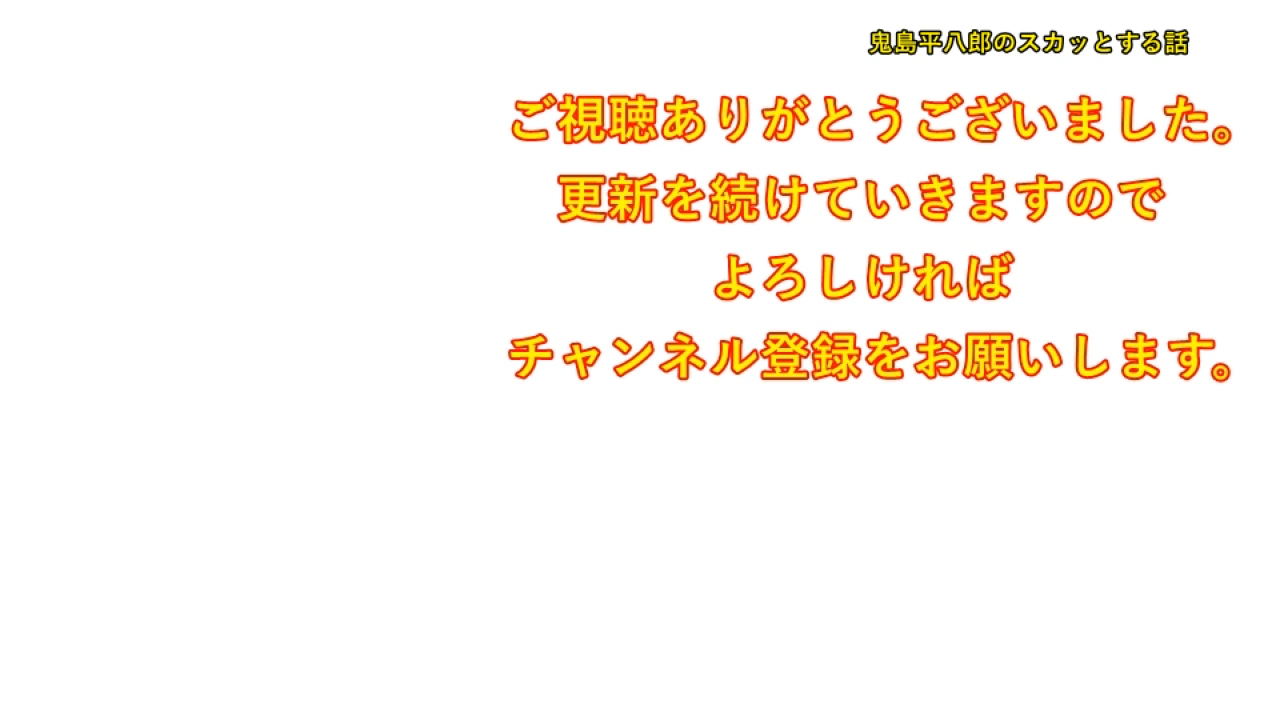 鬼島平八郎のスカッとする話
ご視聴ありがとうございました。
更新を続けていきますので
よろしければ
チャンネル登録をお願いします。